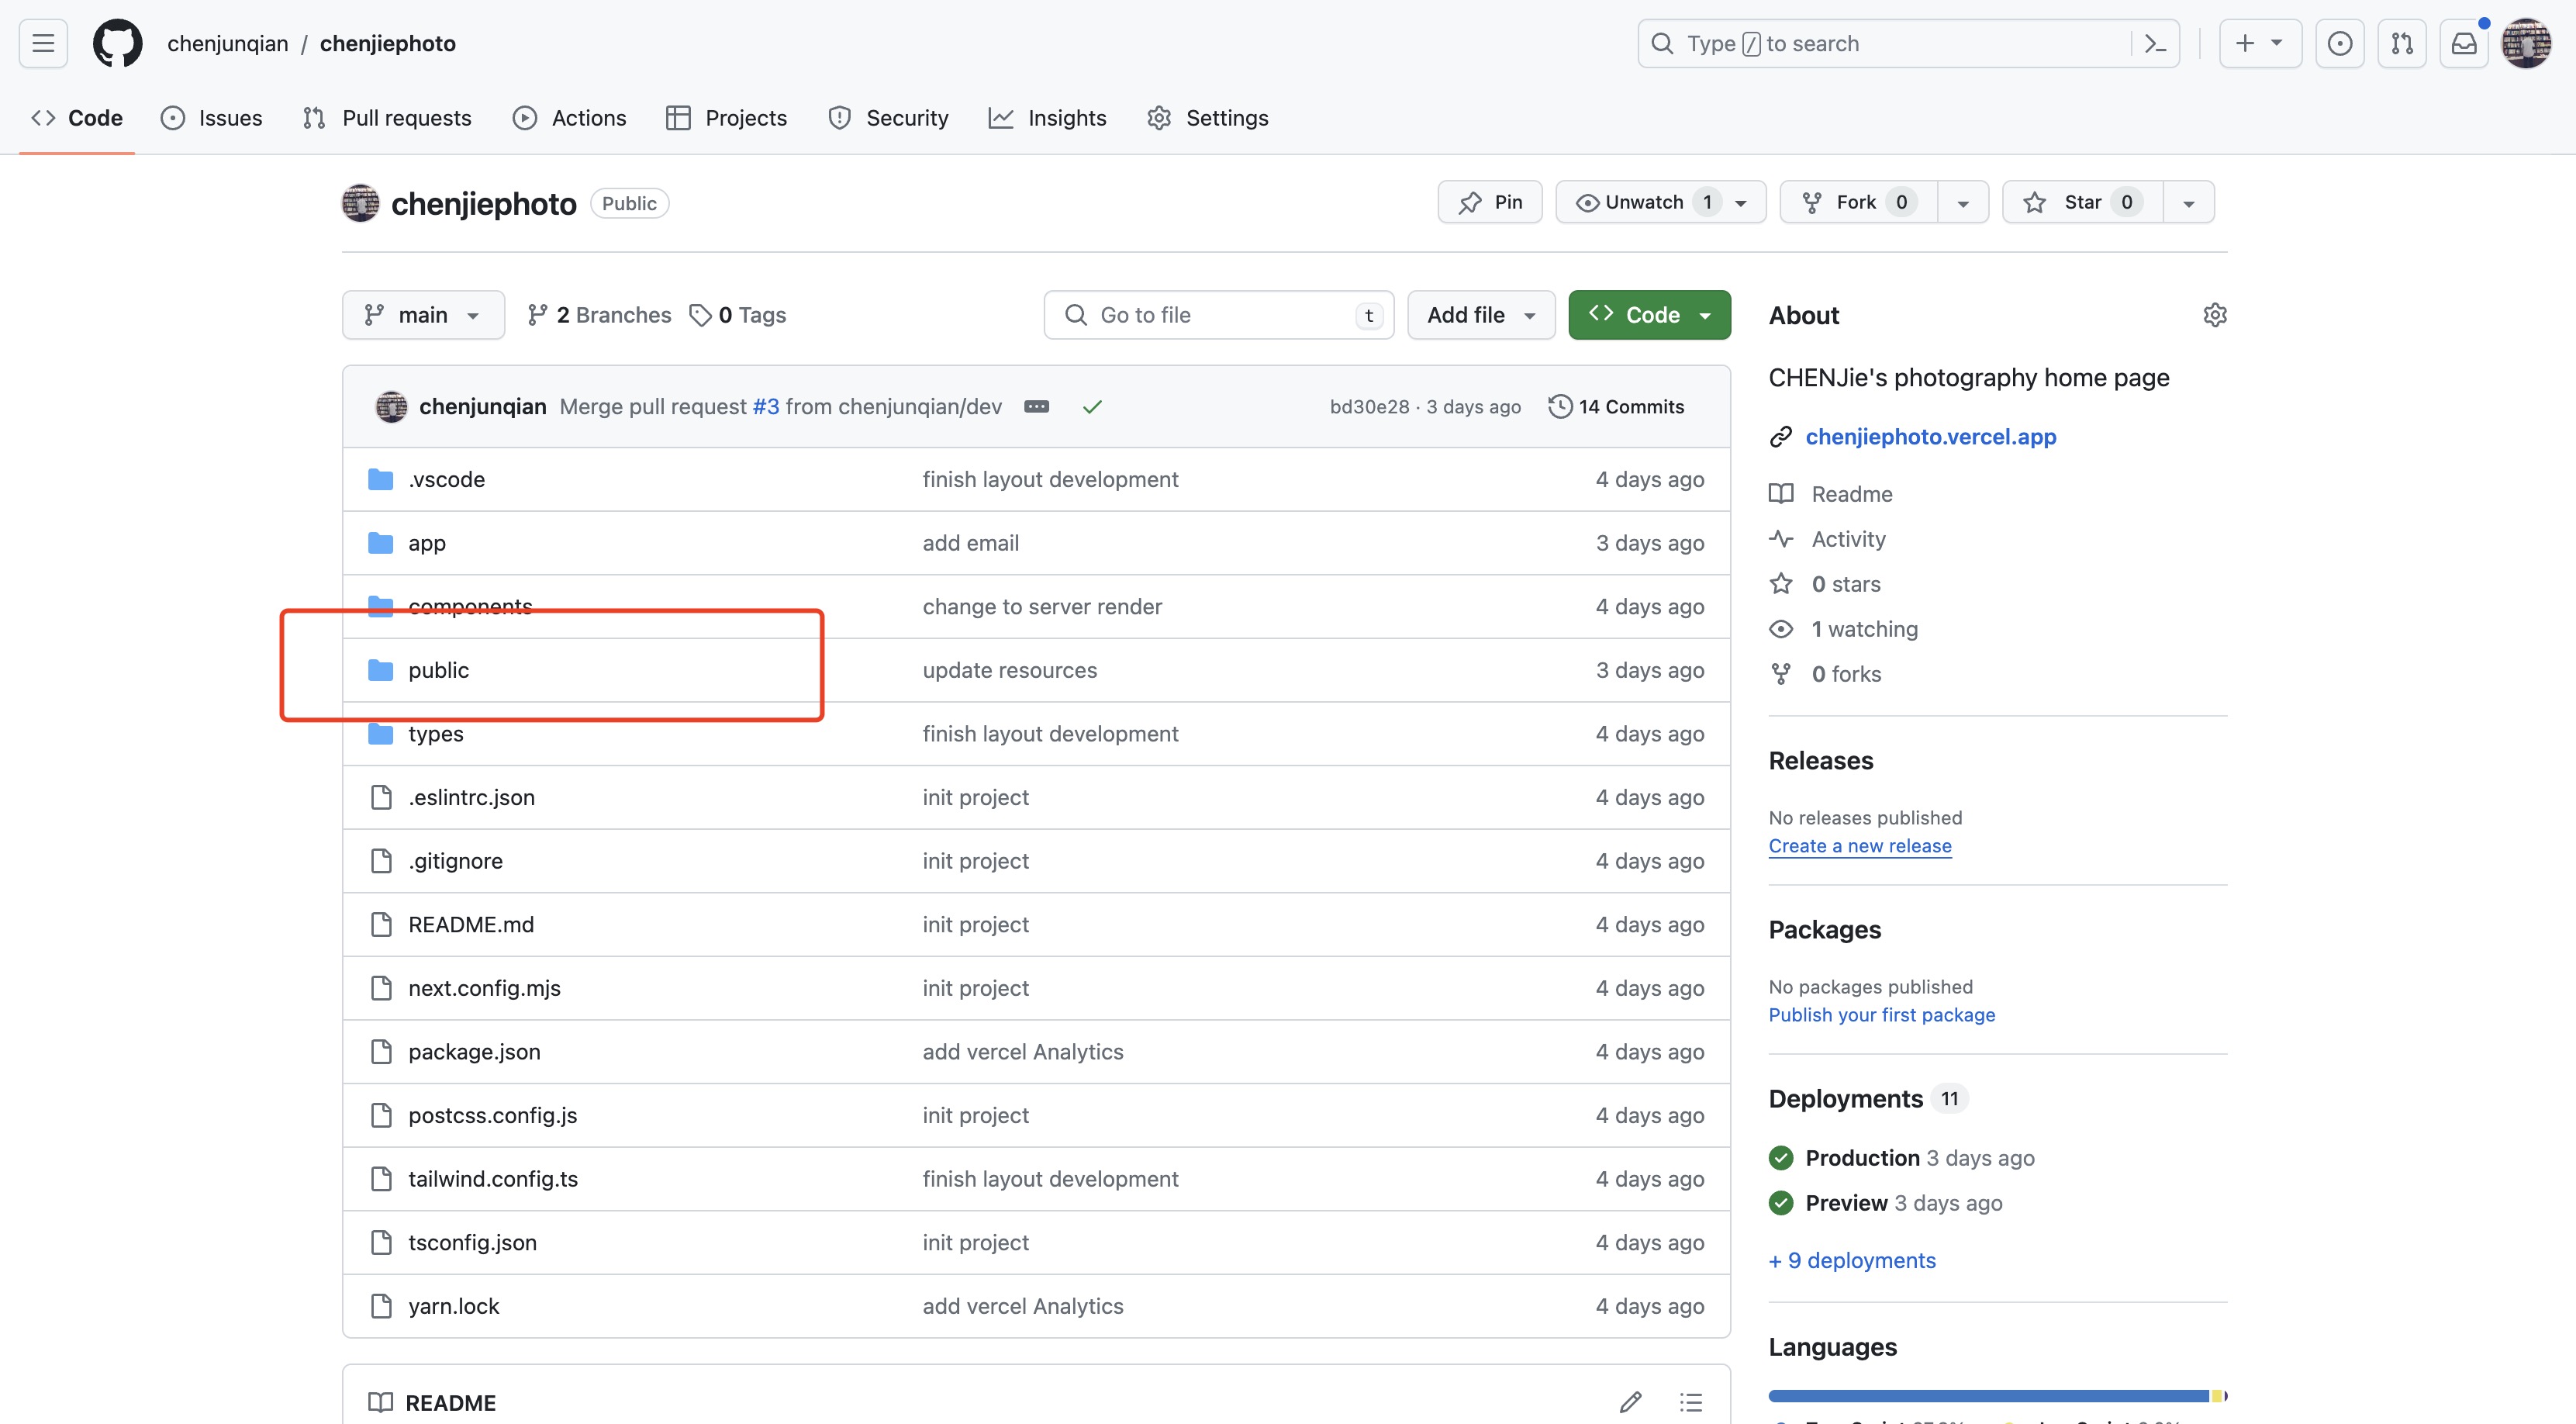 chenjunqian / chenjiephoto
Type / to search
Code
Issues
Pull requests
Actions
Projects
Security
Insights
Settings
chenjiephoto Public
Pin
Unwatch 1
Fork 0
Star 0
main
2 Branches
0 Tags
Go to file t
Add file
Code
chenjunqian Merge pull request #3 from chenjunqian/dev bd30e28 · 3 days ago 14 Commits
.vscode finish layout development 4 days ago
app add email 3 days ago
components change to server render 4 days ago
public update resources 3 days ago
types finish layout development 4 days ago
.eslintrc.json init project 4 days ago
.gitignore init project 4 days ago
README.md init project 4 days ago
next.config.mjs init project 4 days ago
package.json add vercel Analytics 4 days ago
postcss.config.js init project 4 days ago
tailwind.config.ts finish layout development 4 days ago
tsconfig.json init project 4 days ago
yarn.lock add vercel Analytics 4 days ago
README
About
CHENJie's photography home page
chenjiephoto.vercel.app
Readme
Activity
0 stars
1 watching
0 forks
Releases
No releases published
Create a new release
Packages
No packages published
Publish your first package
Deployments 11
Production 3 days ago
Preview 3 days ago
+ 9 deployments
Languages